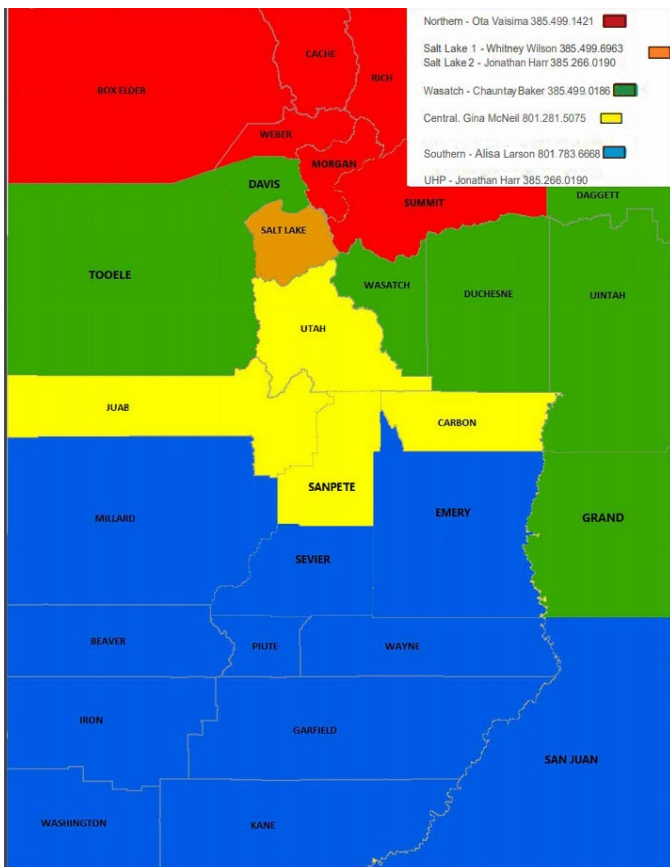 Northern - Ota Vaisima 385.499.1421
Salt Lake 1 - Whitney Wilson 385.499.6963
Salt Lake 2 - Jonathan Harr 385.266.0190
Wasatch - Chauntay Baker 385.499.0186
Central. Gina McNeil 801.281.5075
Southern - Alisa Larson 801.783.6668
UHP - Jonathan Harr 385.266.0190
CACHE
RICH
BOX ELDER
WEBER
MORGAN
DAVIS
SUMMIT
DAGGETT
SALT LAKE
TOOELE
WASATCH
DUCHESNE
UINTAH
UTAH
JUAB
CARBON
SANPETE
EMERY
MILLARD
GRAND
SEVIER
BEAVER
PIUTE
WAYNE
IRON
GARFIELD
SAN JUAN
WASHINGTON
KANE